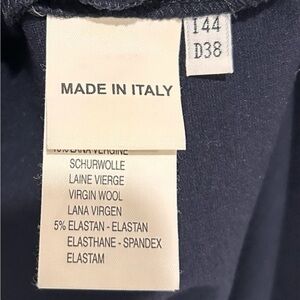 I44
D38
MADE IN ITALY
LANA VERGINE
SCHURWOLLE
LAINE VIERGE
VIRGIN WOOL
LANA VIRGEN
5% ELASTAN - ELASTAN
ELASTHANE - SPANDEX
ELASTAM